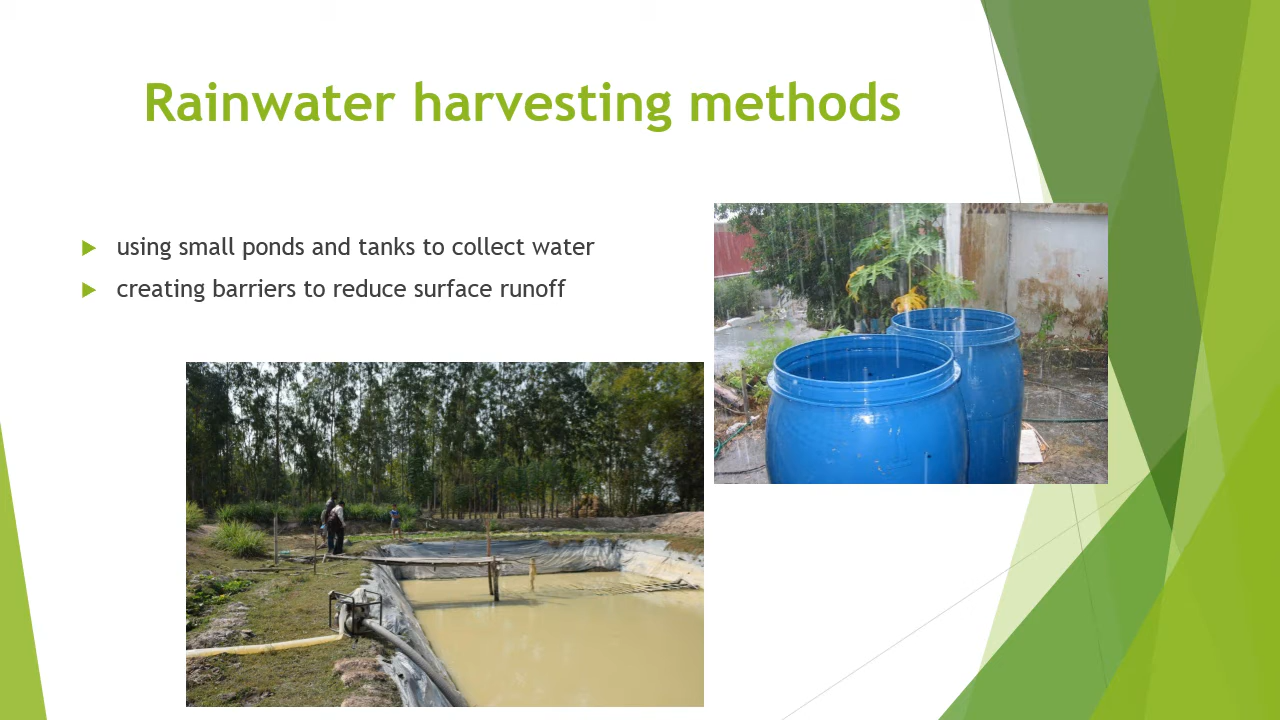 Rainwater harvesting methods
using small ponds and tanks to collect water
creating barriers to reduce surface runoff